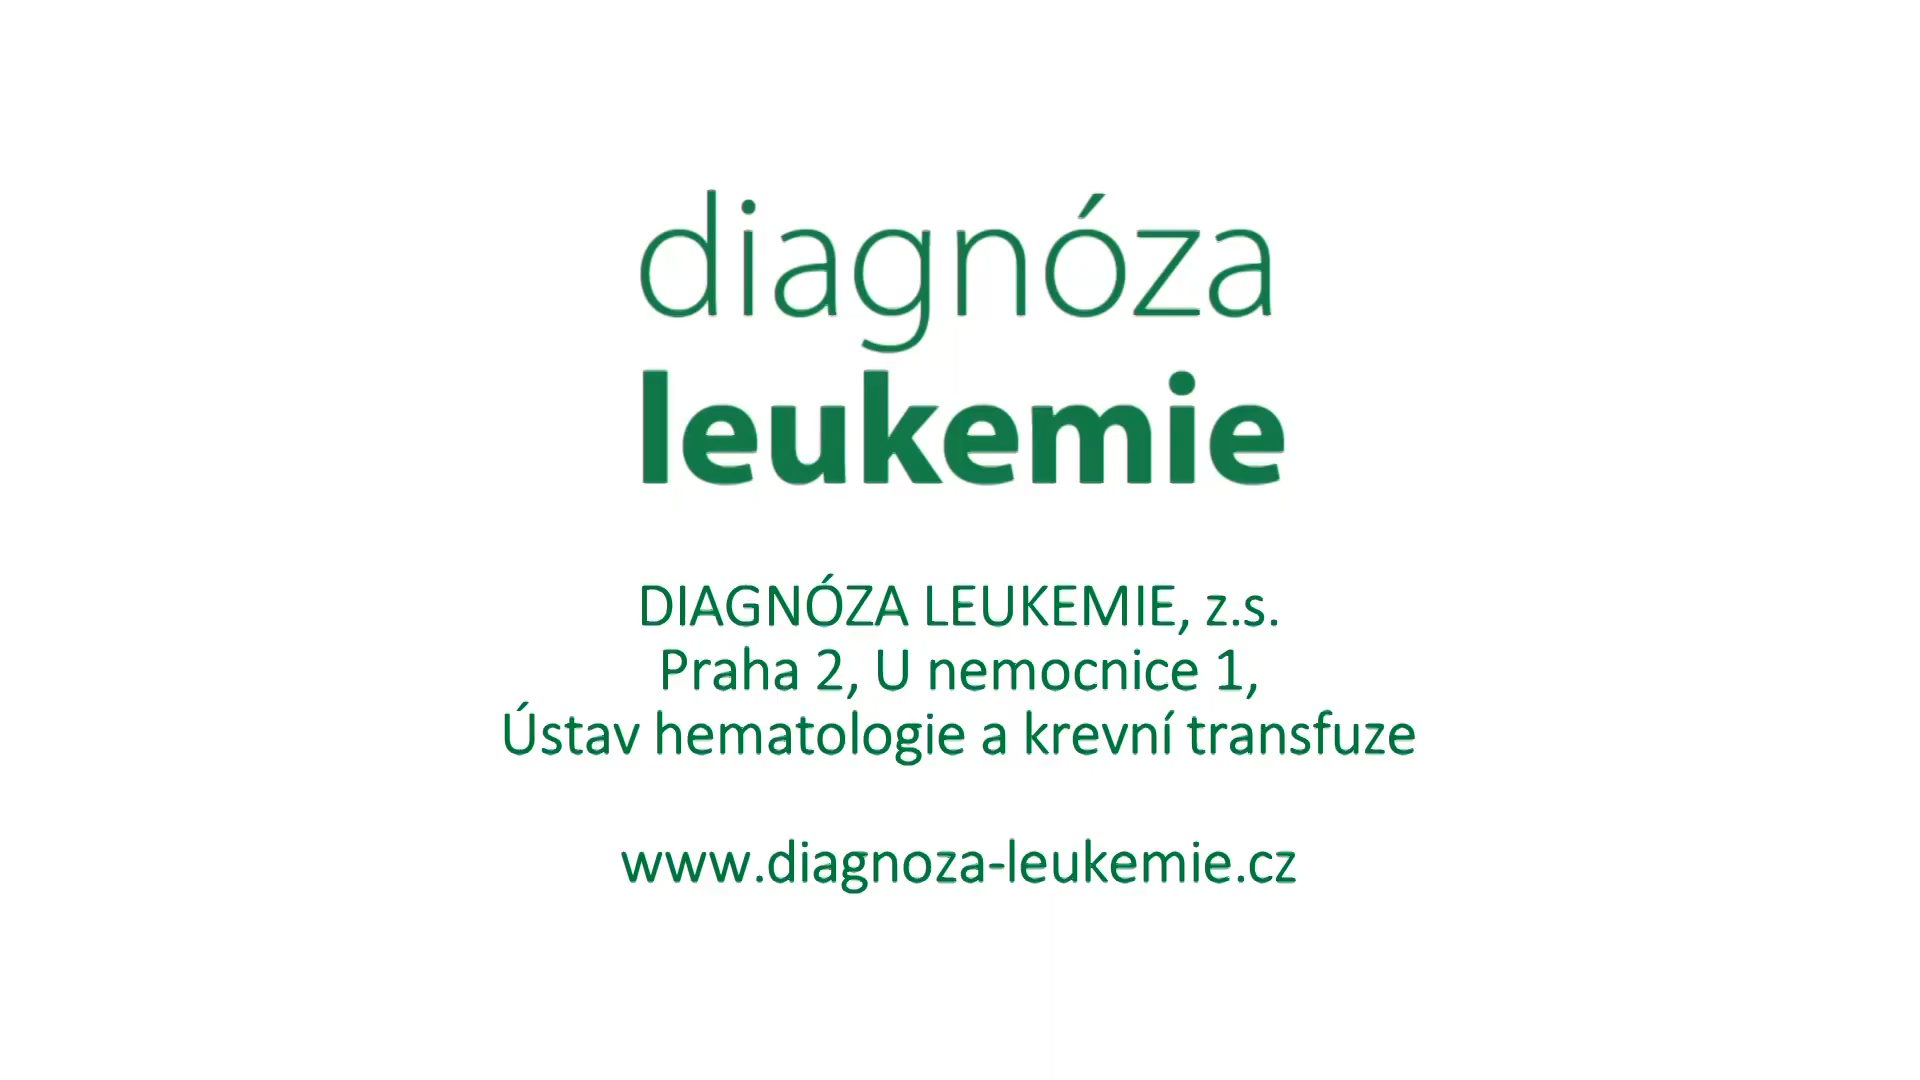 diagnóza
leukemie
DIAGNÓZA LEUKEMIE, z.s.
Praha 2, U nemocnice 1,
Ústav hematologie a krevní transfuze
www.diagnoza-leukemie.cz